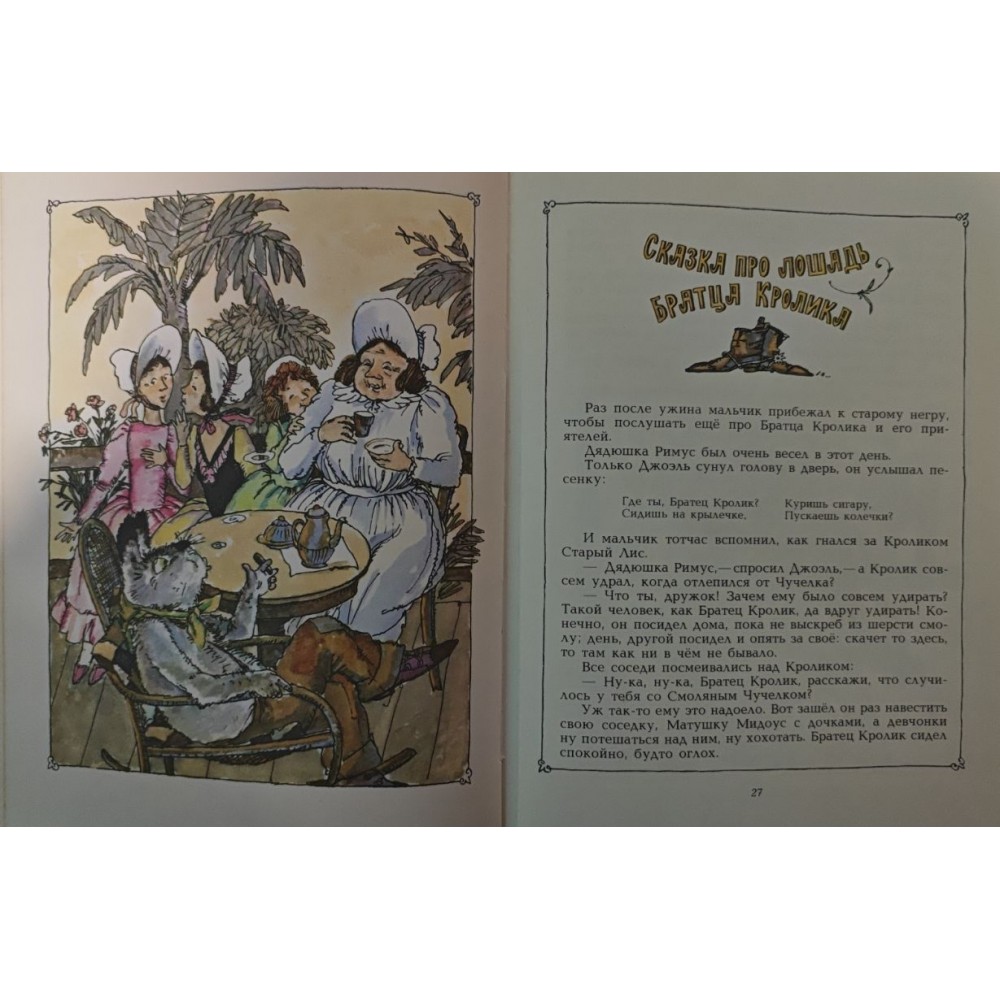 Сказка про лошадь
Братца Кролика
Раз после ужина мальчик прибежал к старому негру,
чтобы послушать ещё про Братца Кролика и его при-
ятелей.
Дядюшка Римус был очень весел в этот день.
Только Джоэль сунул голову в дверь, он услышал пе-
сенку:
Где ты, Братец Кролик?
Сидишь на крылечке,
Куришь сигару,
Пускаешь колечки?
И мальчик тотчас вспомнил, как гнался за Кроликом
Старый Лис.
— Дядюшка Римус,—спросил Джоэль,—а Кролик сов-
сем удрал, когда отлепился от Чучелка?
— Что ты, дружок! Зачем ему было совсем удирать?
Такой человек, как Братец Кролик, да вдруг удирать! Ко-
нечно, он посидел дома, пока не выскреб из шерсти смо-
лу; день, другой посидел и опять за своё: скачет то здесь,
то там как ни в чём не бывало.
Все соседи посмеивались над Кроликом:
— Ну-ка, ну-ка, Братец Кролик, расскажи, что случи-
лось у тебя со Смоляным Чучелком?
Уж так-то ему это надоело. Вот зашёл он раз навестить
свою соседку, Матушку Мидоус с дочками, а девчонки
ну потешаться над ним, ну хохотать. Братец Кролик сидел
спокойно, будто оглох.
27